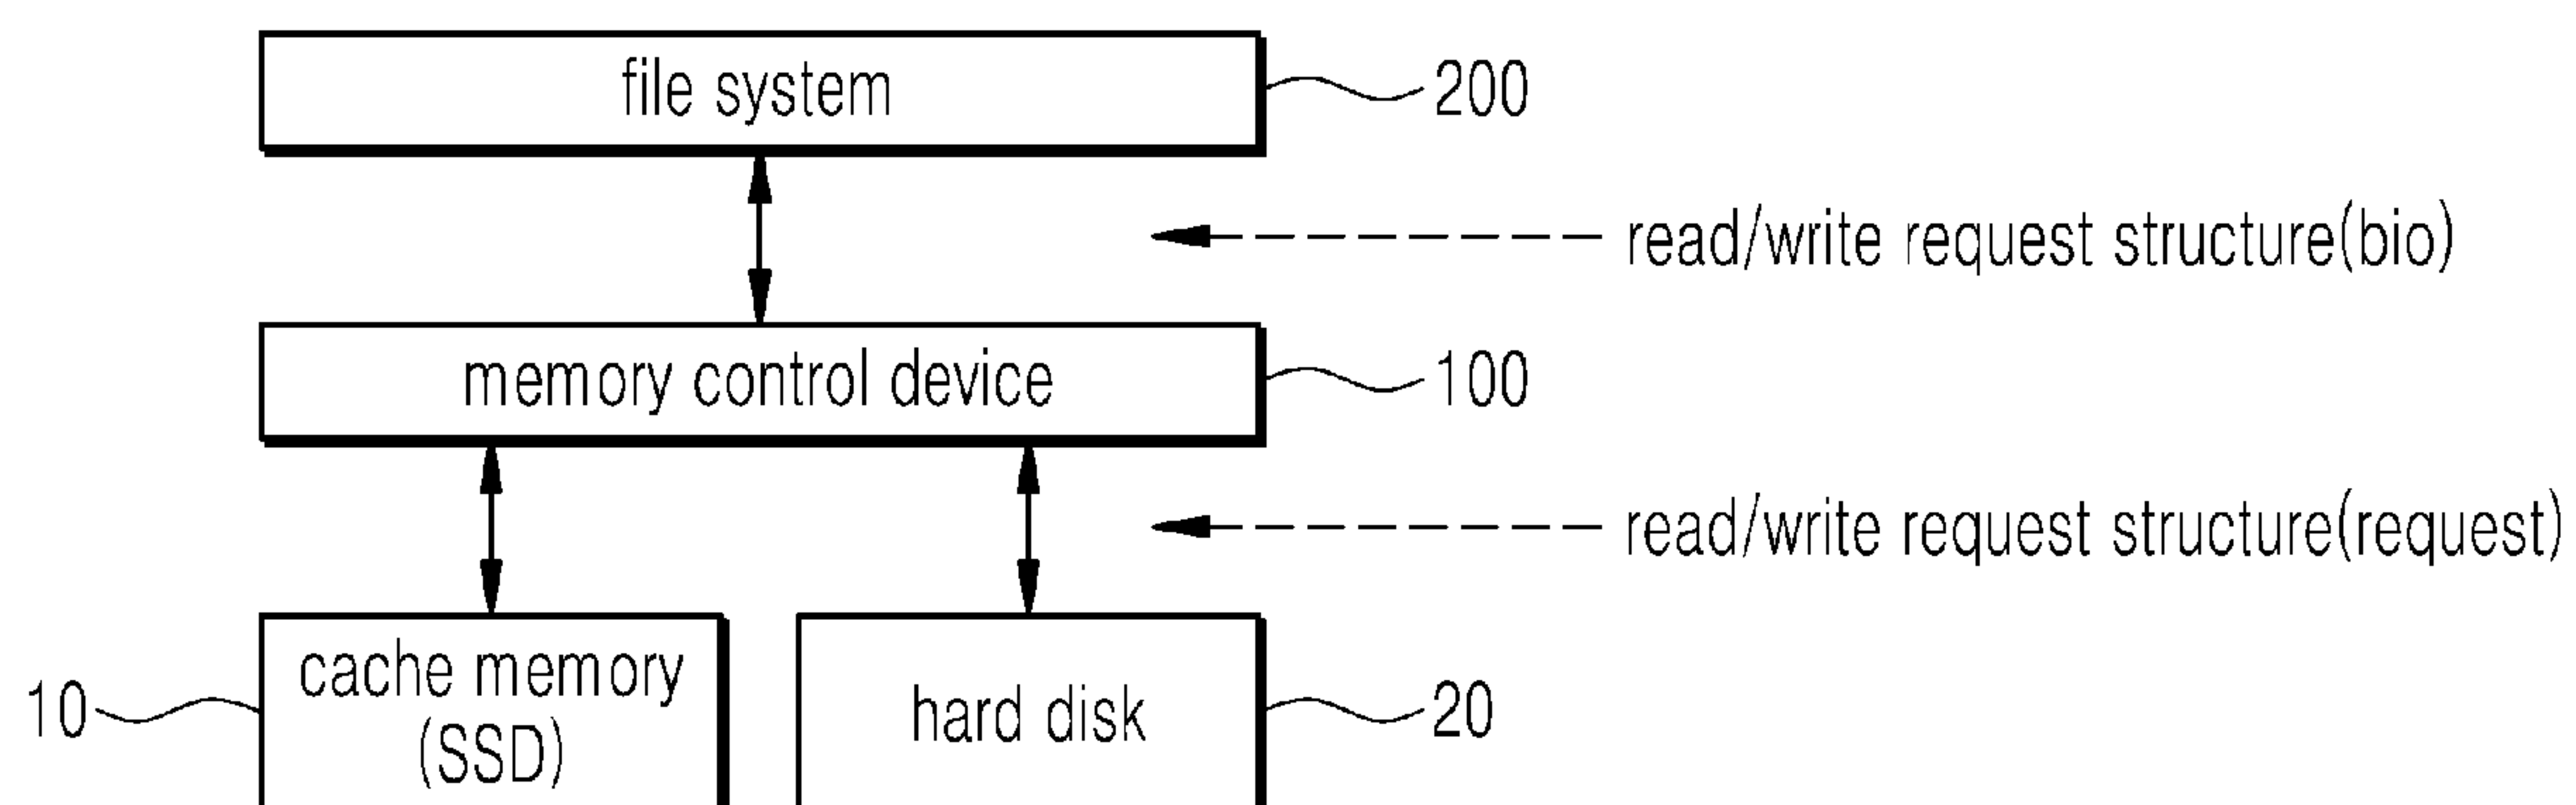 file system
200
read/write request structure(bio)
memory control device
100
read/write request structure(request)
10
cache memory
(SSD)
hard disk
20